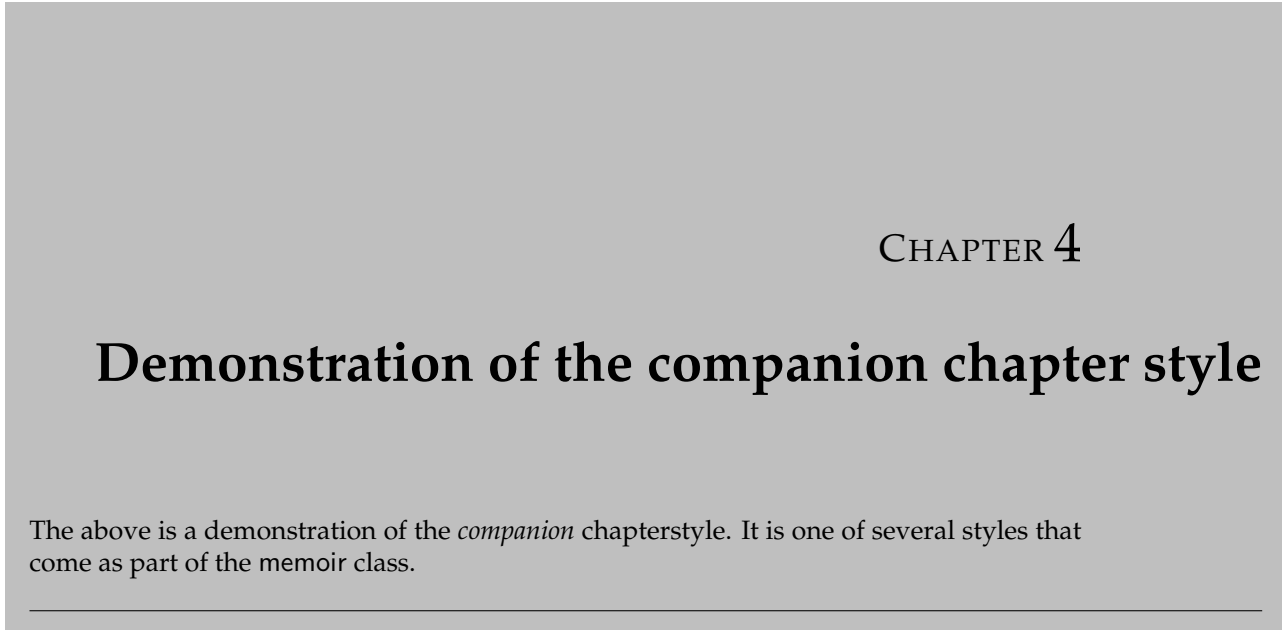 CHAPTER 4
Demonstration of the companion chapter style
The above is a demonstration of the companion chapterstyle. It is one of several styles that
come as part of the memoir class.